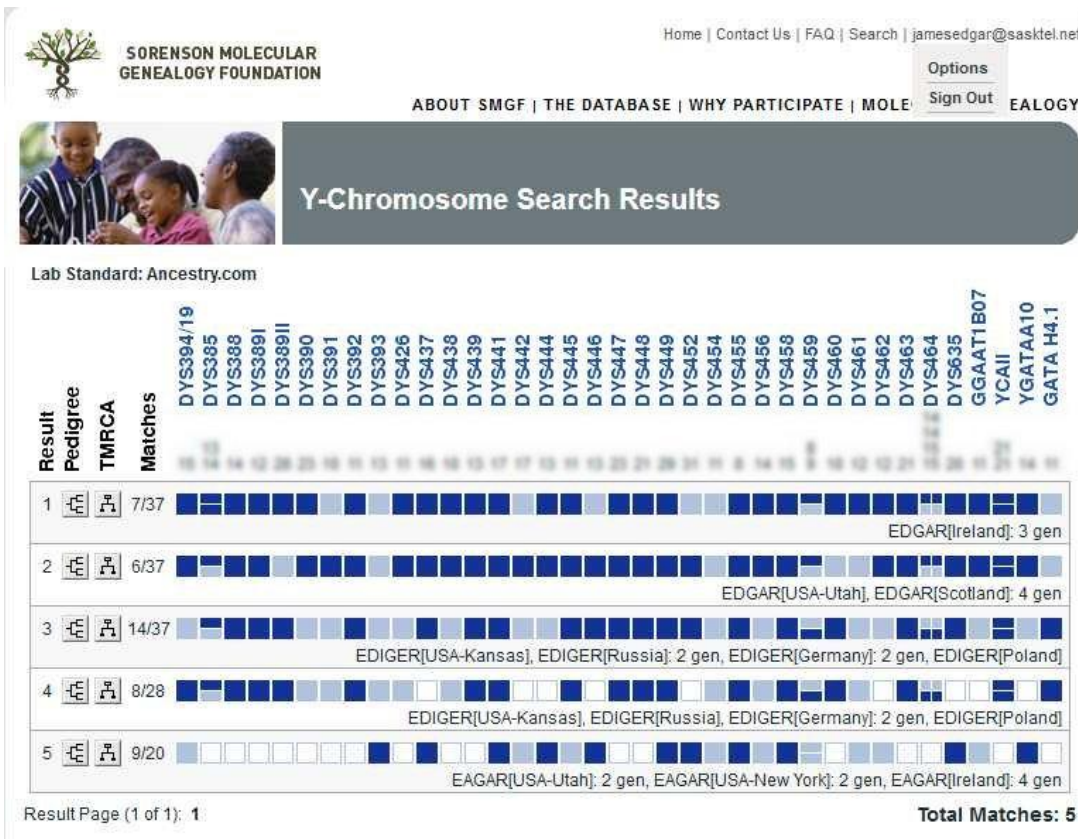 Home | Contact Us | FAQ | Search | jamesedgar@sasktel.net
SORENSON MOLECULAR
GENEALOGY FOUNDATION
Options
Sign Out
ABOUT SMGF | THE DATABASE | WHY PARTICIPATE | MOLE EALOGY
Y-Chromosome Search Results
Lab Standard: Ancestry.com
Result Pedigree TMRCA Matches DYS394/19 DYS385 DYS388 DYS389I DYS389II DYS390 DYS391 DYS392 DYS393 DYS426 DYS437 DYS438 DYS439 DYS441 DYS442 DYS444 DYS445 DYS446 DYS447 DYS448 DYS449 DYS452 DYS454 DYS455 DYS456 DYS458 DYS459 DYS460 DYS461 DYS462 DYS463 DYS464 DYS635 GGAAT1B07 YCAII YGATAA10 GATA H4.1
1 7/37
EDGAR[Ireland]: 3 gen
2 6/37
EDGAR[USA-Utah], EDGAR[Scotland]: 4 gen
3 14/37
EDIGER[USA-Kansas], EDIGER[Russia]: 2 gen, EDIGER[Germany]: 2 gen, EDIGER[Poland]
4 8/28
EDIGER[USA-Kansas], EDIGER[Russia], EDIGER[Germany]: 2 gen, EDIGER[Poland]
5 9/20
EAGAR[USA-Utah]: 2 gen, EAGAR[USA-New York]: 2 gen, EAGAR[Ireland]: 4 gen
Result Page (1 of 1): 1
Total Matches: 5